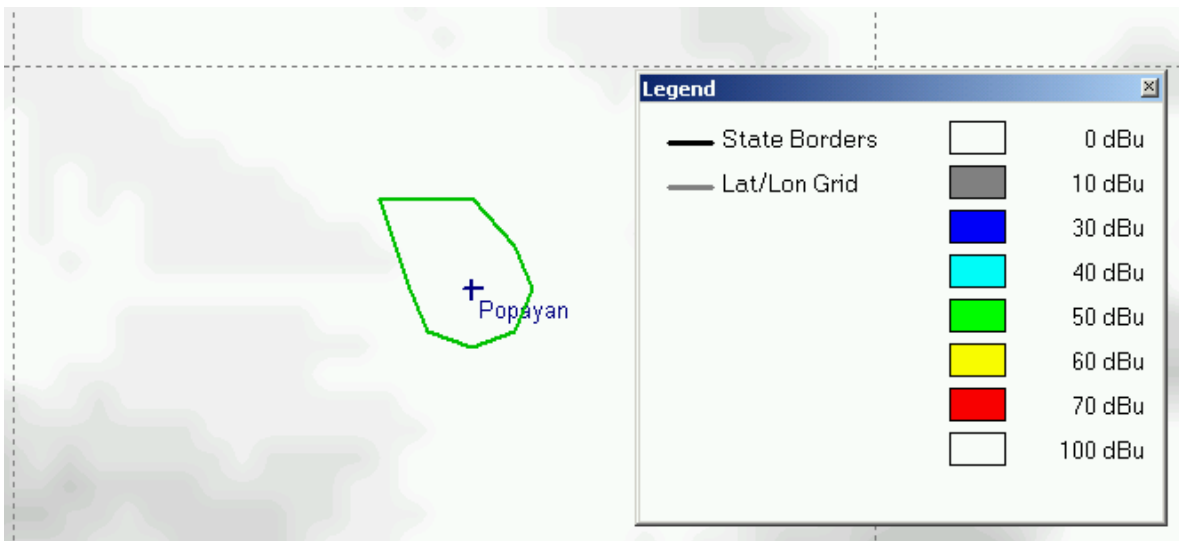 Legend
State Borders
0 dBu
Lat/Lon Grid
10 dBu
30 dBu
40 dBu
50 dBu
60 dBu
70 dBu
100 dBu
Popayan